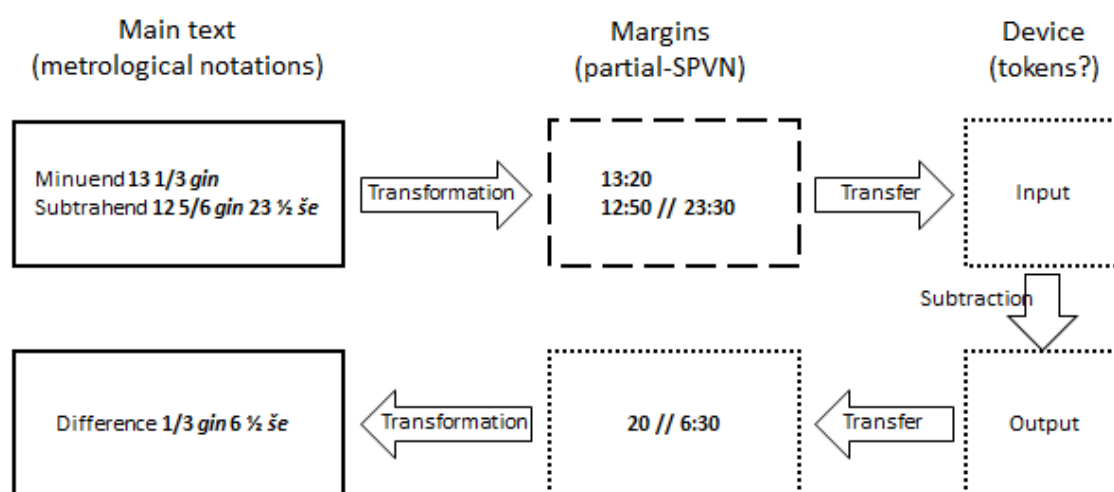 Main text
(metrological notations)
Margins
(partial-SPVN)
Device
(tokens?)
Minuend 13 1/3 gin
Subtrahend 12 5/6 gin 23 ½ še
Transformation
13:20
12:50 // 23:30
Transfer
Input
Subtraction
Difference 1/3 gin 6 ½ še
Transformation
20 // 6:30
Transfer
Output